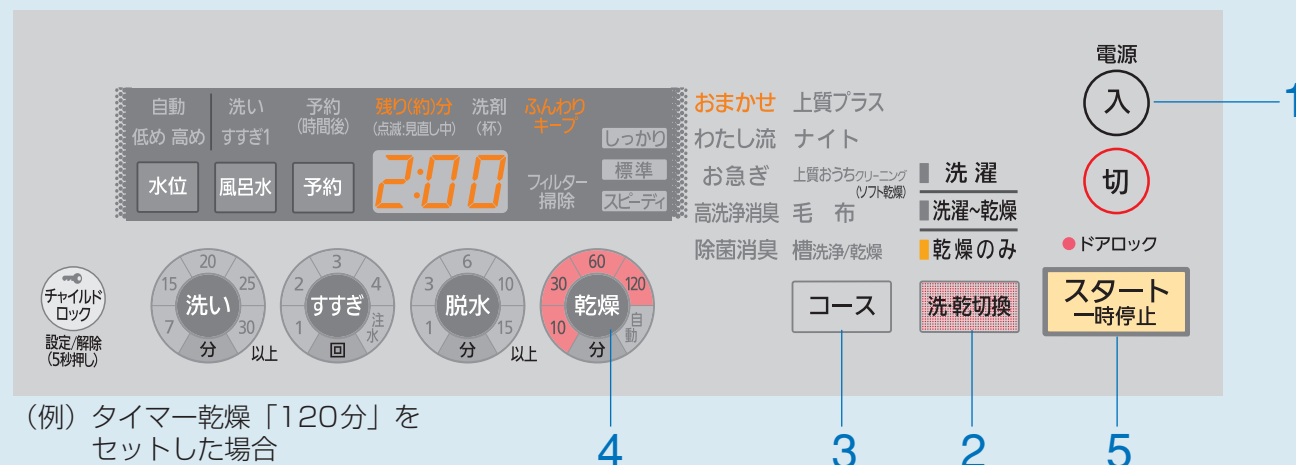 電源
入
1
切
ドアロック
自動
低め 高め
洗い
すすぎ1
予約
(時間後)
残り(約)分
(点滅:見直し中)
洗剤
(杯)
ふんわり
キープ
しっかり
標準
スピーディ
フィルター
掃除
水位
風呂水
予約
2:00
おまかせ 上質プラス
わたし流 ナイト
お急ぎ 上質おうちクリーニング
(ソフト乾燥)
高洗浄消臭 毛 布
除菌消臭 槽洗浄/乾燥
洗 濯
洗濯~乾燥
乾燥のみ
チャイルド
ロック
設定/解除
(5秒押し)
7 15 20 25 30
洗い
分
以上
1 2 3 4 注水
すすぎ
回
1 3 6 10 15
脱水
分
以上
10 30 60 120 自動
乾燥
分
コース
洗・乾切換
スタート
一時停止
(例) タイマー乾燥「120分」を
セットした場合
4
3
2
5